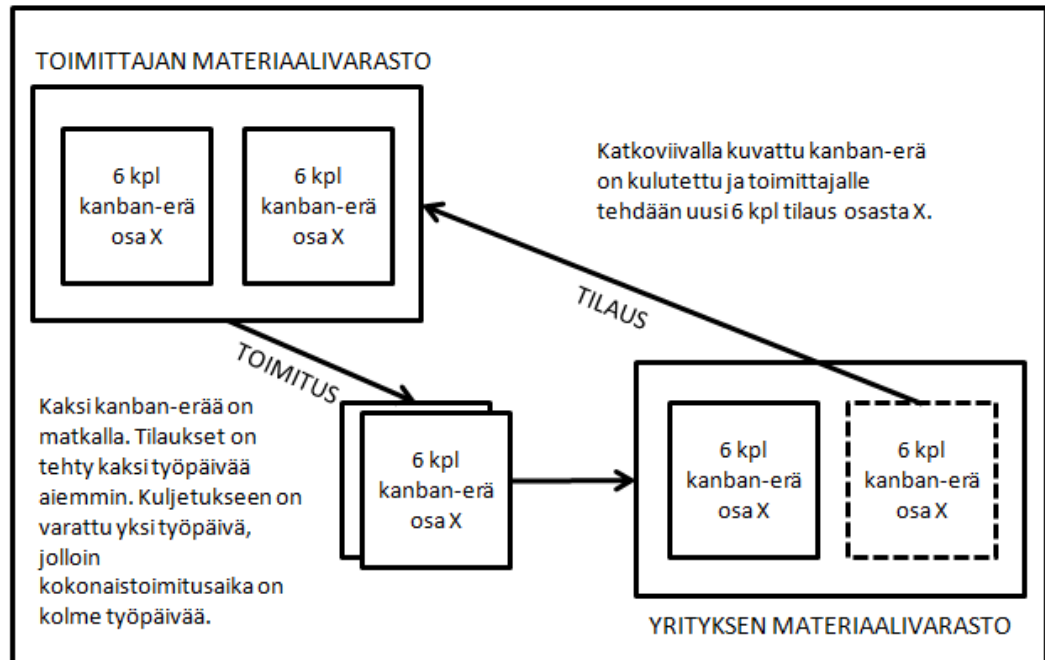 TOIMITTAJAN MATERIAALIVARASTO
6 kpl
kanban-erä
osa X
6 kpl
kanban-erä
osa X
Katkoviivalla kuvattu kanban-erä
on kulutettu ja toimittajalle
tehdään uusi 6 kpl tilaus osasta X.
TILAUS
TOIMITUS
Kaksi kanban-erää on
matkalla. Tilaukset on
tehty kaksi työpäivää
aiemmin. Kuljetukseen on
varattu yksi työpäivä,
jolloin
kokonaistoimitusaika on
kolme työpäivää.
6 kpl
kanban-erä
osa X
6 kpl
kanban-erä
osa X
6 kpl
kanban-erä
osa X
YRITYKSEN MATERIAALIVARASTO